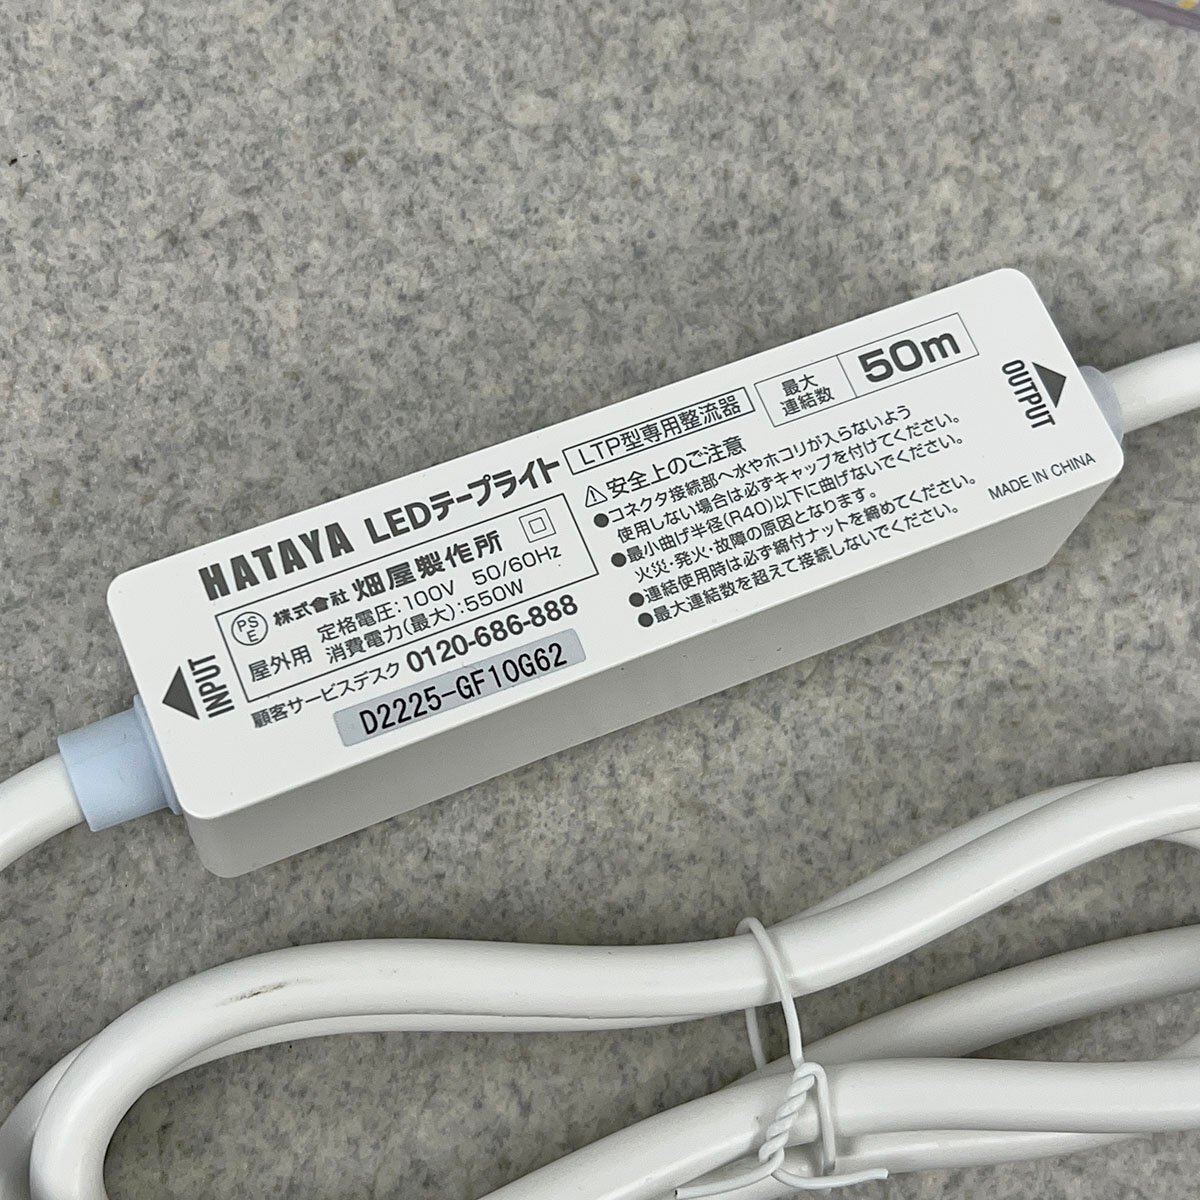 HATAYA LEDテープライト
LTP型専用整流器
最大
連結数
50m
PS
E
株式會社 畑屋製作所
定格電圧:100V 50/60Hz
屋外用 消費電力(最大):550W
顧客サービスデスク 0120-686-888
D2225-GF10G62
INPUT
⚠安全上のご注意
●コネクタ接続部へ水やホコリが入らないよう
使用しない場合は必ずキャップを付けてください。
●最小曲げ半径(R40)以下に曲げないでください。
火災・発火・故障の原因となります。
●連結使用時は必ず締付ナットを締めてください。
●最大連結数を超えて接続しないでください。
OUTPUT
MADE IN CHINA